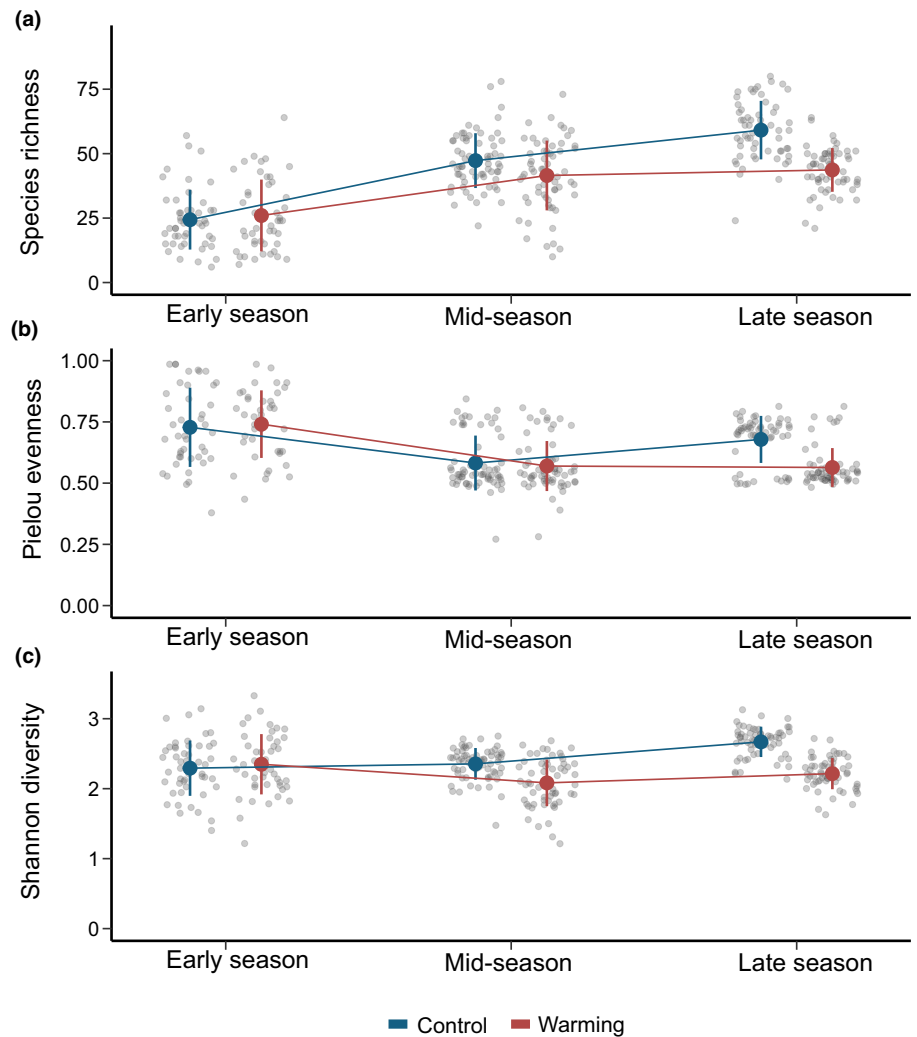 (a)
Species richness
75
50
25
0
Early season Mid-season Late season
(b)
Pielou evenness
1.00
0.75
0.50
0.25
0.00
Early season Mid-season Late season
(c)
Shannon diversity
3
2
1
0
Early season Mid-season Late season
Control Warming